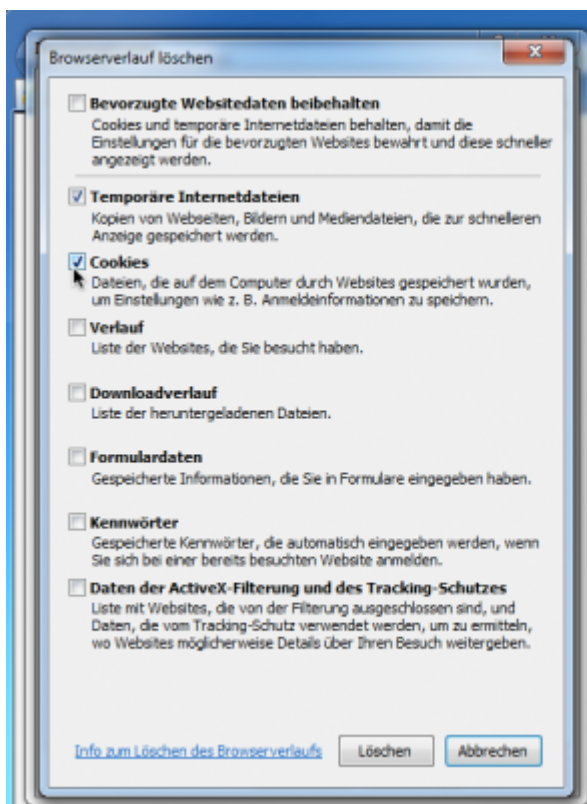 Browserverlauf löschen
Bevorzugte Websitedaten beibehalten
Cookies und temporäre Internetdateien behalten, damit die
Einstellungen für die bevorzugten Websites bewahrt und diese schneller
angezeigt werden.
Temporäre Internetdateien
Kopien von Webseiten, Bildern und Mediendateien, die zur schnelleren
Anzeige gespeichert werden.
Cookies
Dateien, die auf dem Computer durch Websites gespeichert wurden,
um Einstellungen wie z. B. Anmeldeinformationen zu speichern.
Verlauf
Liste der Websites, die Sie besucht haben.
Downloadverlauf
Liste der heruntergeladenen Dateien.
Formulardaten
Gespeicherte Informationen, die Sie in Formulare eingegeben haben.
Kennwörter
Gespeicherte Kennwörter, die automatisch eingegeben werden, wenn
Sie sich bei einer bereits besuchten Website anmelden.
Daten der ActiveX-Filterung und des Tracking-Schutzes
Liste mit Websites, die von der Filterung ausgeschlossen sind, und
Daten, die vom Tracking-Schutz verwendet werden, um zu ermitteln,
wo Websites möglicherweise Details über Ihren Besuch weitergeben.
Info zum Löschen des Browserverlaufs Löschen Abbrechen